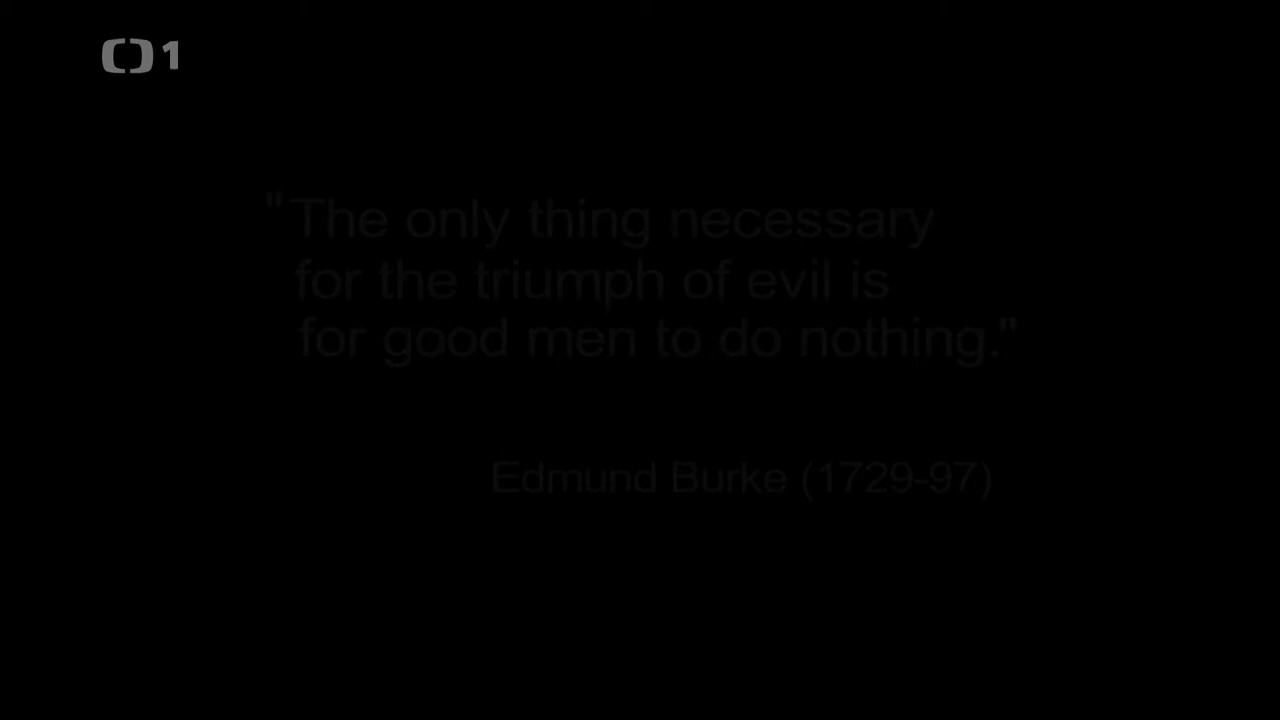 1
"The only thing necessary
for the triumph of evil is
for good men to do nothing."
Edmund Burke (1729-97)